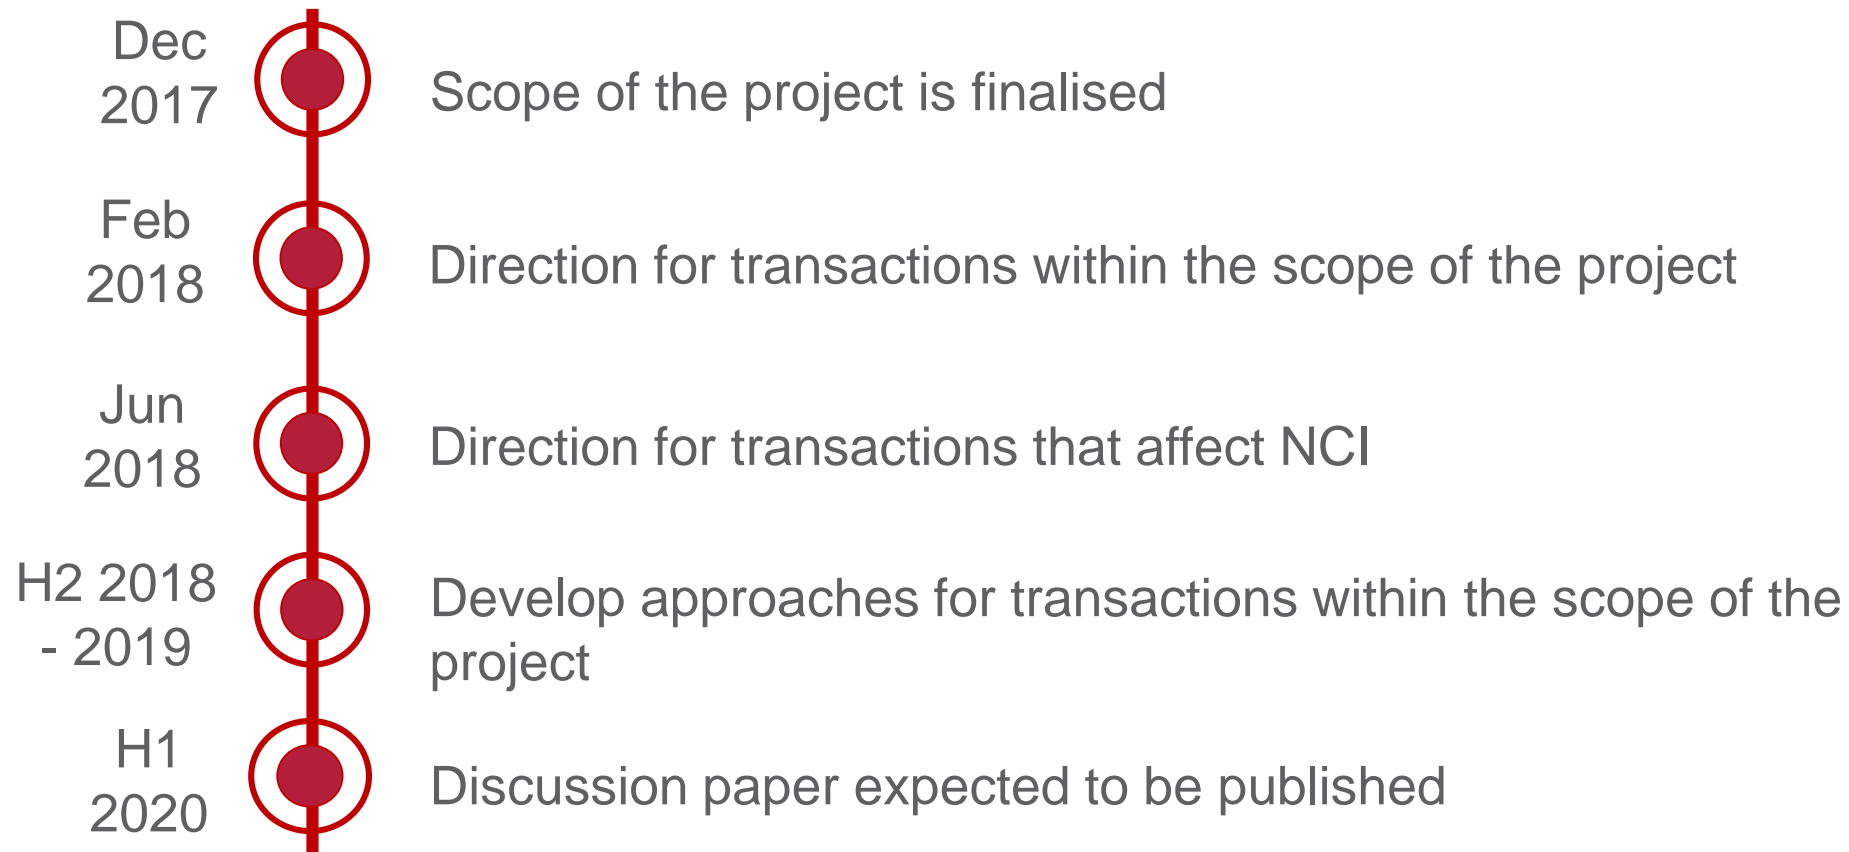 Dec
2017
Scope of the project is finalised
Feb
2018
Direction for transactions within the scope of the project
Jun
2018
Direction for transactions that affect NCI
H2 2018
- 2019
Develop approaches for transactions within the scope of the
project
H1
2020
Discussion paper expected to be published